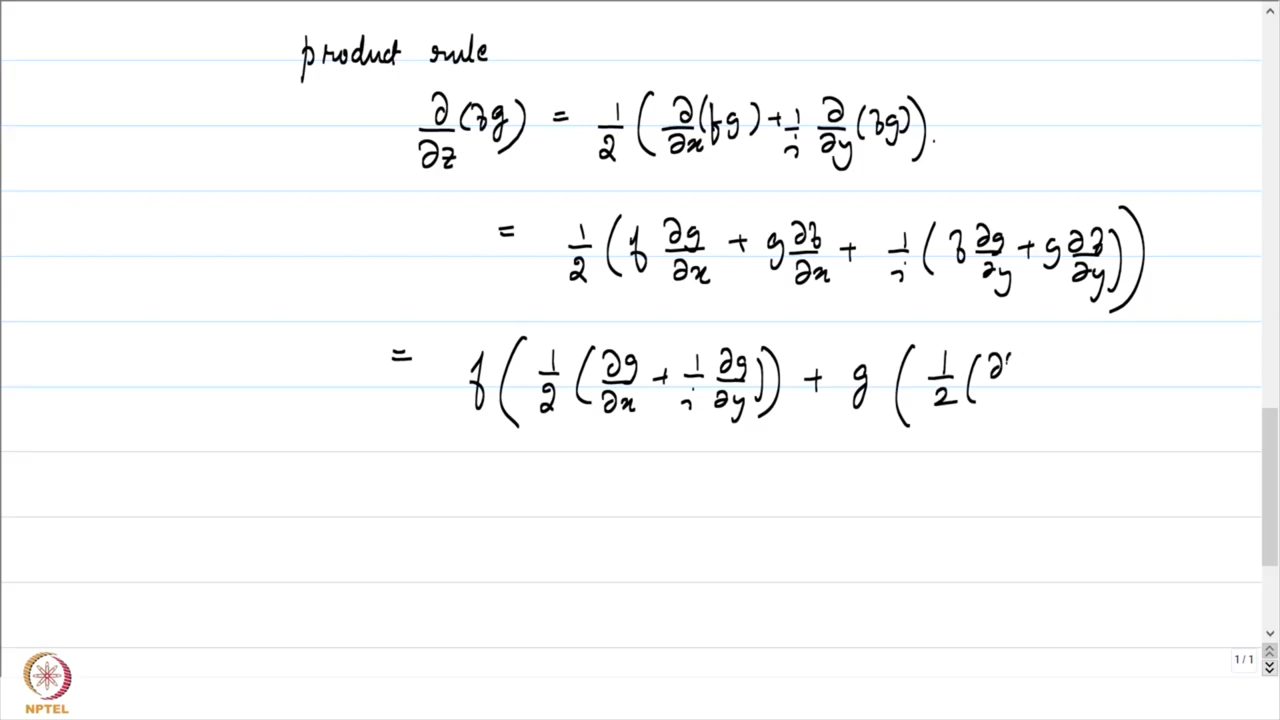 product rule
∂/∂z (fg) = 1/2 ( ∂/∂x (fg) + 1/i ∂/∂y (fg) ).
= 1/2 ( f ∂g/∂x + g ∂f/∂x + 1/i ( f ∂g/∂y + g ∂f/∂y ) )
= f ( 1/2 ( ∂g/∂x + 1/i ∂g/∂y ) ) + g ( 1/2 ( ∂
1/1
NPTEL